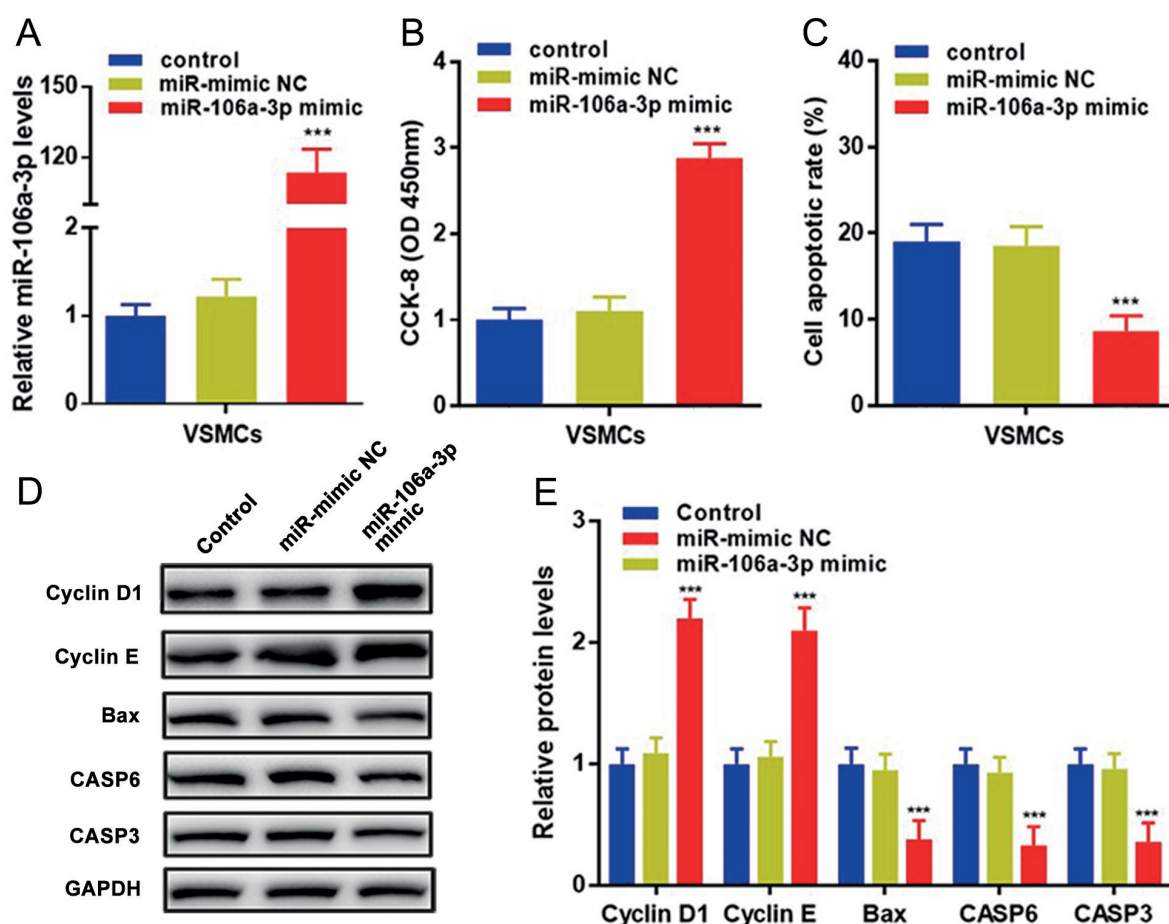 A
control
miR-mimic NC
miR-106a-3p mimic
Relative miR-106a-3p levels
150
120
2
1
0
***
VSMCs
B
control
miR-mimic NC
miR-106a-3p mimic
CCK-8 (OD 450nm)
4
3
2
1
0
***
VSMCs
C
control
miR-mimic NC
miR-106a-3p mimic
Cell apoptotic rate (%)
40
30
20
10
0
***
VSMCs
D
Control
miR-mimic NC
miR-106a-3p
mimic
Cyclin D1
Cyclin E
Bax
CASP6
CASP3
GAPDH
E
Control
miR-mimic NC
miR-106a-3p mimic
Relative protein levels
3
2
1
0
***
***
***
***
***
Cyclin D1
Cyclin E
Bax
CASP6
CASP3